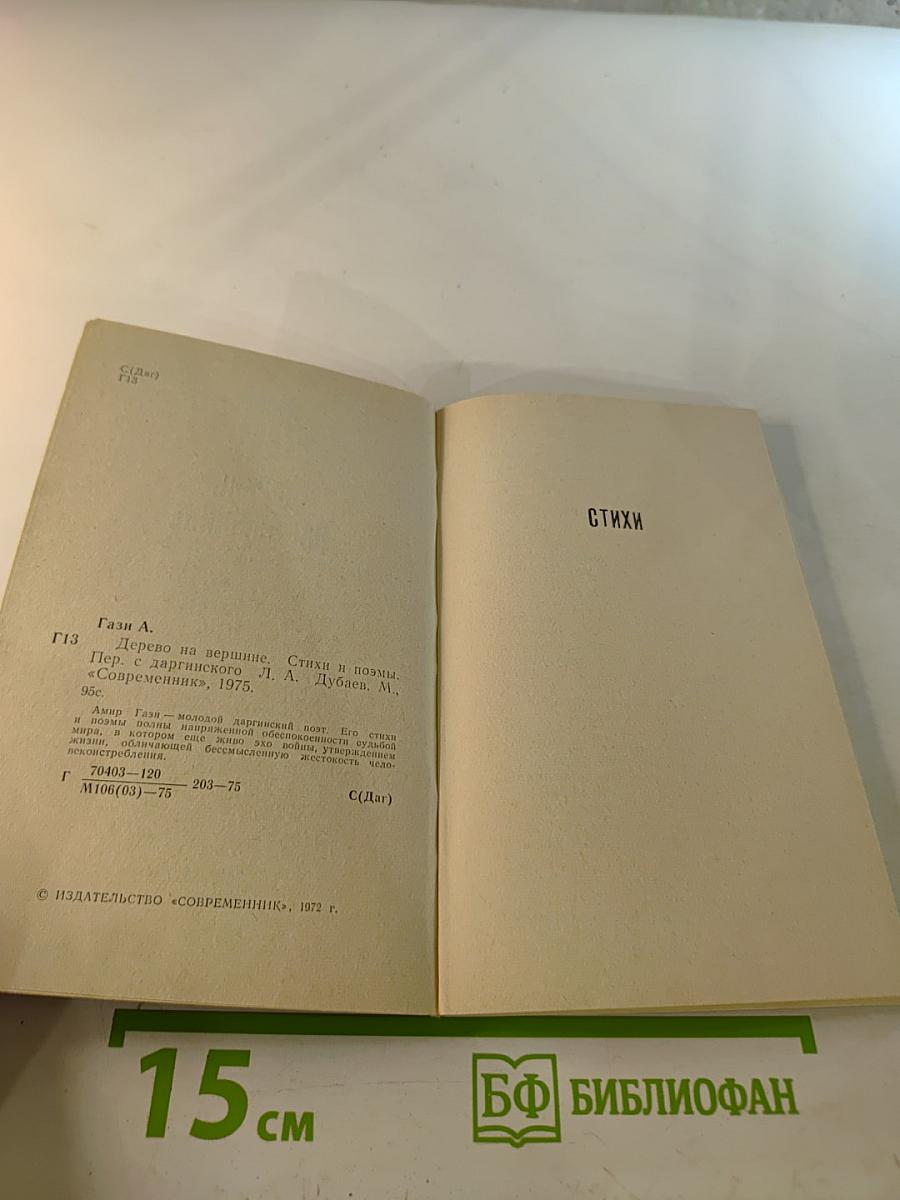 С(Даг)
Г13
Гази А.
Г13
Дерево на вершине. Стихи и поэмы.
Пер. с даргинского Л. А. Дубаев. М.,
«Современник», 1975.
95с.
Амир Гази — молодой даргинский поэт. Его стихи
и поэмы полны напряженной обеспокоенности судьбой
мира, в котором еще живо эхо войны, утверждением
жизни, обличающей бессмысленную жестокость чело-
веконстребления.
Г 70403—120
М106(03)—75
203—75
С(Даг)
© ИЗДАТЕЛЬСТВО «СОВРЕМЕННИК», 1972 г.
СТИХИ
15 см
БФ БИБЛИОФАН